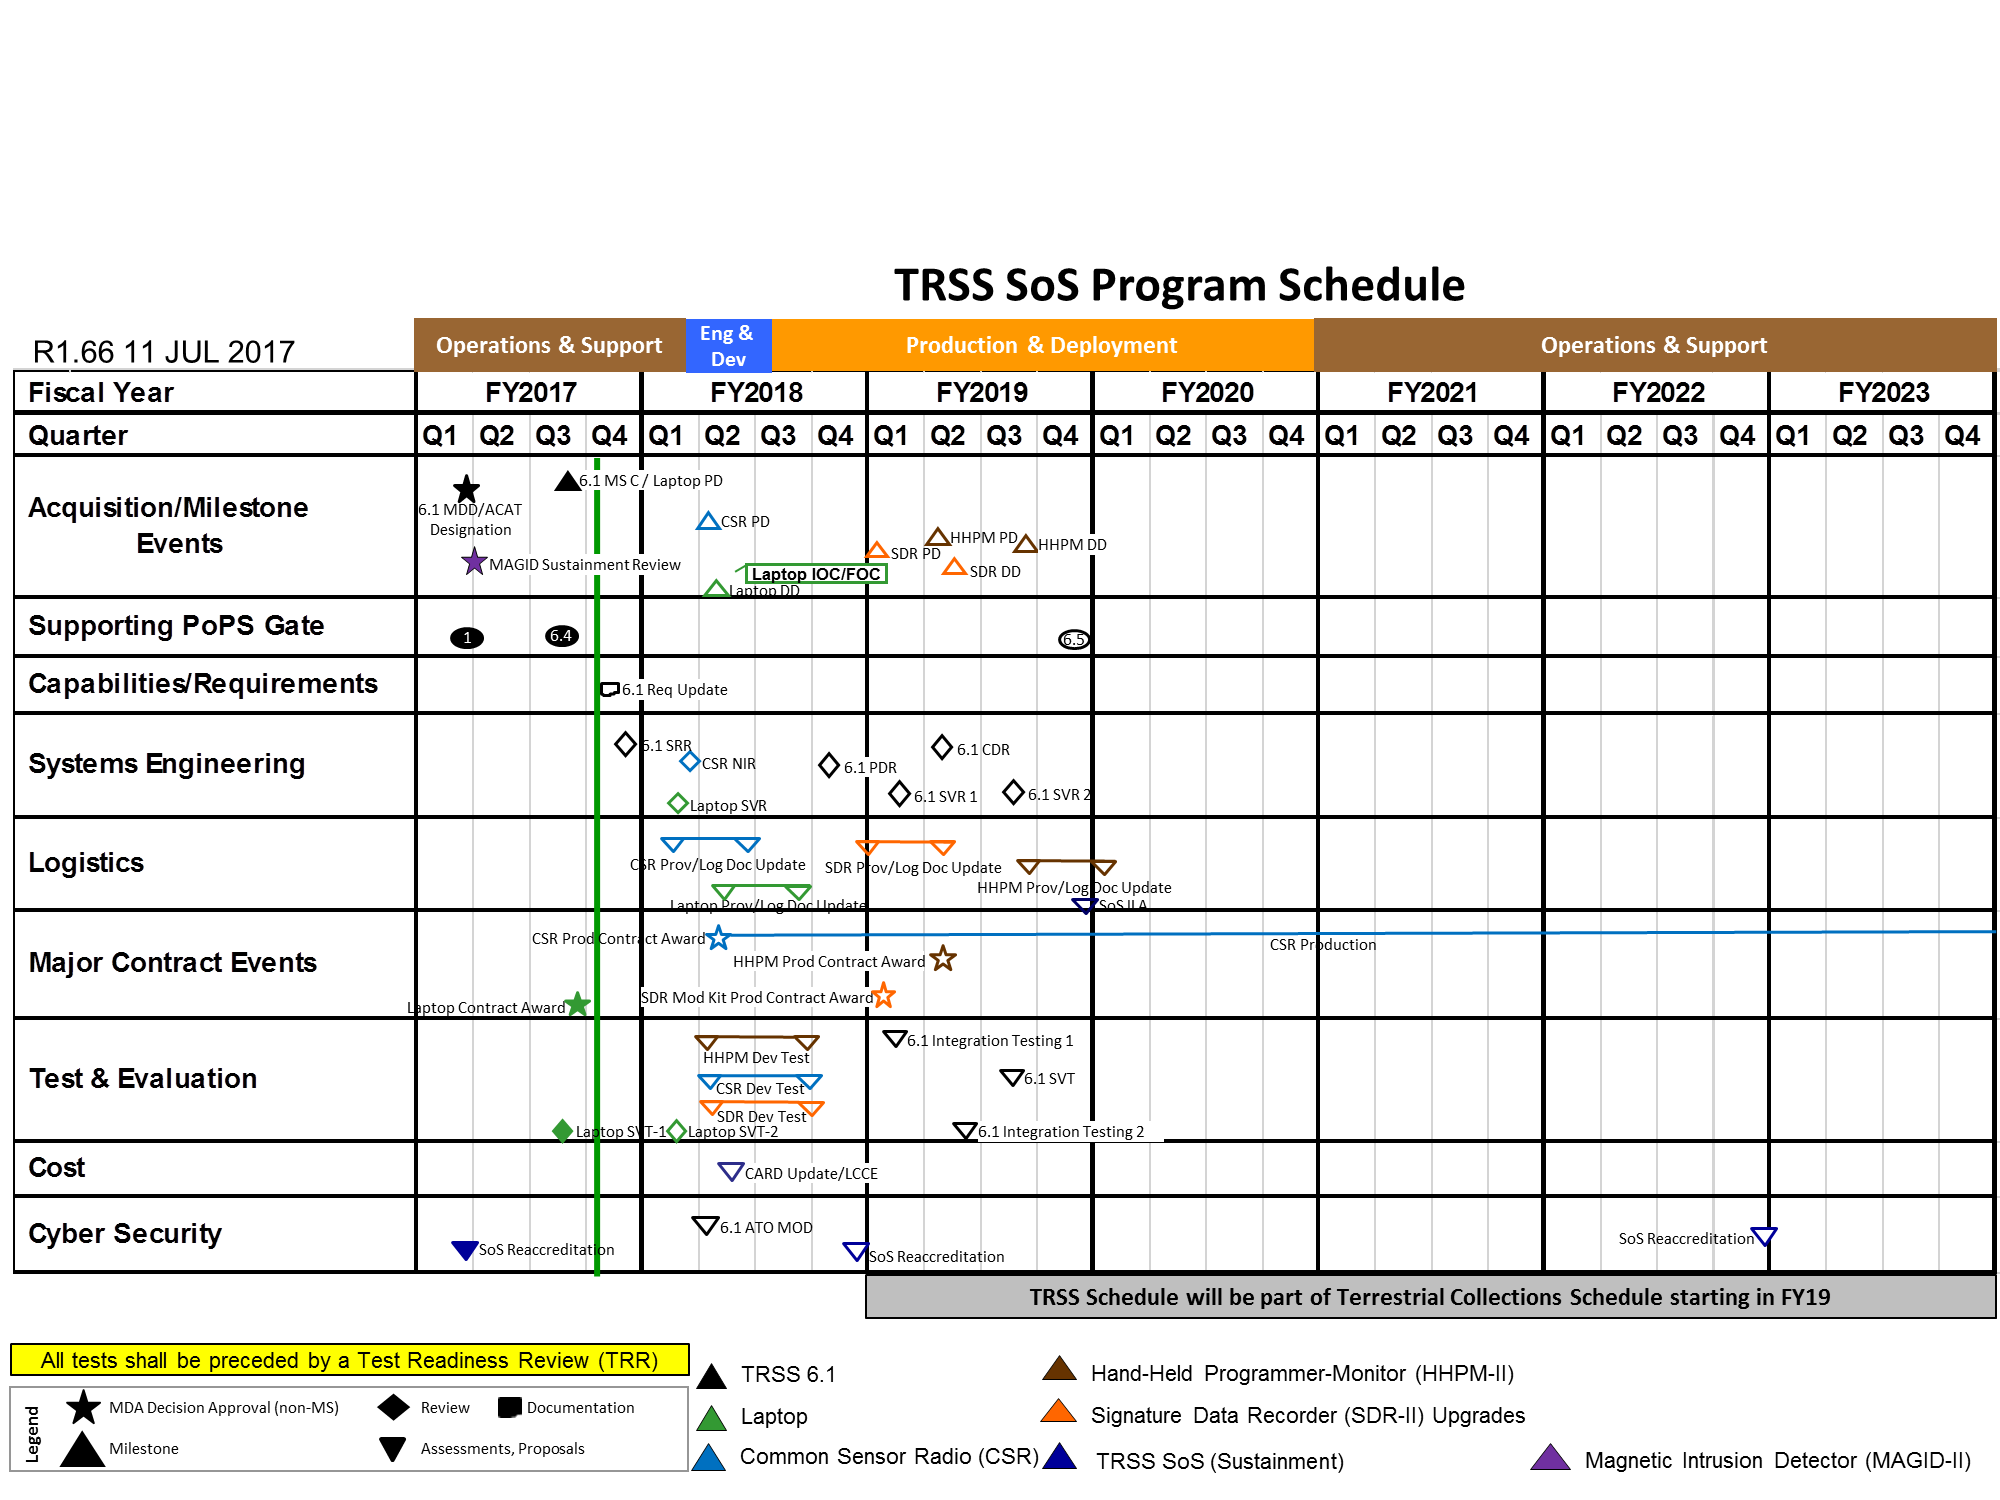 TRSS SoS Program Schedule
R1.66 11 JUL 2017
Operations & Support
Eng &
Dev
Production & Deployment
Operations & Support
Fiscal Year
FY2017
FY2018
FY2019
FY2020
FY2021
FY2022
FY2023
Quarter
Q1 Q2 Q3 Q4 Q1 Q2 Q3 Q4 Q1 Q2 Q3 Q4 Q1 Q2 Q3 Q4 Q1 Q2 Q3 Q4 Q1 Q2 Q3 Q4 Q1 Q2 Q3 Q4
Acquisition/Milestone
Events
6.1 MDD/ACAT
Designation
6.1 MS C / Laptop PD
MAGID Sustainment Review
CSR PD
Laptop IOC/FOC
Laptop DD
SDR PD
HHPM PD
SDR DD
HHPM DD
Supporting PoPS Gate
1
6.4
6.5
Capabilities/Requirements
6.1 Req Update
Systems Engineering
6.1 SRR
CSR NIR
Laptop SVR
6.1 PDR
6.1 CDR
6.1 SVR 1
6.1 SVR 2
Logistics
CSR Prov/Log Doc Update
Laptop Prov/Log Doc Update
SDR Prov/Log Doc Update
HHPM Prov/Log Doc Update
SoS ILA
Major Contract Events
CSR Prod Contract Award
CSR Production
HHPM Prod Contract Award
SDR Mod Kit Prod Contract Award
Laptop Contract Award
Test & Evaluation
HHPM Dev Test
CSR Dev Test
SDR Dev Test
Laptop SVT-1
Laptop SVT-2
6.1 Integration Testing 1
6.1 SVT
6.1 Integration Testing 2
Cost
CARD Update/LCCE
Cyber Security
SoS Reaccreditation
6.1 ATO MOD
SoS Reaccreditation
SoS Reaccreditation
TRSS Schedule will be part of Terrestrial Collections Schedule starting in FY19
All tests shall be preceded by a Test Readiness Review (TRR)
Legend
MDA Decision Approval (non-MS)
Review
Documentation
Milestone
Assessments, Proposals
TRSS 6.1
Laptop
Common Sensor Radio (CSR)
Hand-Held Programmer-Monitor (HHPM-II)
Signature Data Recorder (SDR-II) Upgrades
TRSS SoS (Sustainment)
Magnetic Intrusion Detector (MAGID-II)